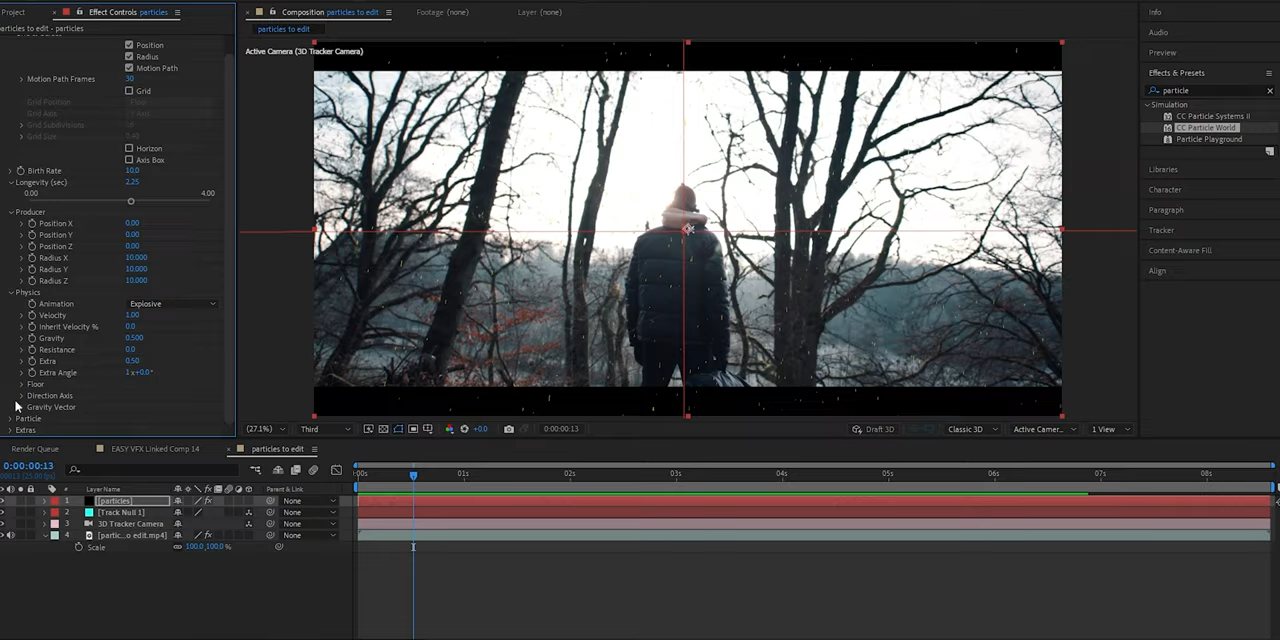 Project
× Effect Controls particles ≡
particles to edit - particles
Position
Radius
Motion Path
Motion Path Frames 30
Grid
Grid Position Floor
Grid Axis
Grid Subdivisions
Grid Size 0.40
Horizon
Axis Box
Birth Rate 10.0
Longevity (sec) 2.25
0.00 4.00
Producer
Position X 0.00
Position Y 0.00
Position Z 0.00
Radius X 10.000
Radius Y 10.000
Radius Z 10.000
Physics
Animation Explosive
Velocity 1.00
Inherit Velocity % 0.0
Gravity 0.500
Resistance 0.0
Extra 0.50
Extra Angle 1x+0.0°
Floor
Direction Axis
Gravity Vector
Particle
Extras
× Composition particles to edit ≡
Footage (none)
Layer (none)
particles to edit
Active Camera (3D Tracker Camera)
(27.1%) Third +0.0 0:00:00:13 Draft 3D Classic 3D Active Camer... 1 View
Info
Audio
Preview
Effects & Presets ≡
particle ×
Simulation
CC Particle Systems II
CC Particle World
Particle Playground
Libraries
Character
Paragraph
Tracker
Content-Aware Fill
Align
Render Queue
EASY VFX Linked Comp 14
× particles to edit ≡
0:00:00:13
:00s 01s 02s 03s 04s 05s 06s 07s 08s
# Layer Name fx Parent & Link
1 [particles] fx None
2 [Track Null 1] None
3 3D Tracker Camera None
4 [partic...o edit.mp4] fx None
Scale 100.0,100.0 %